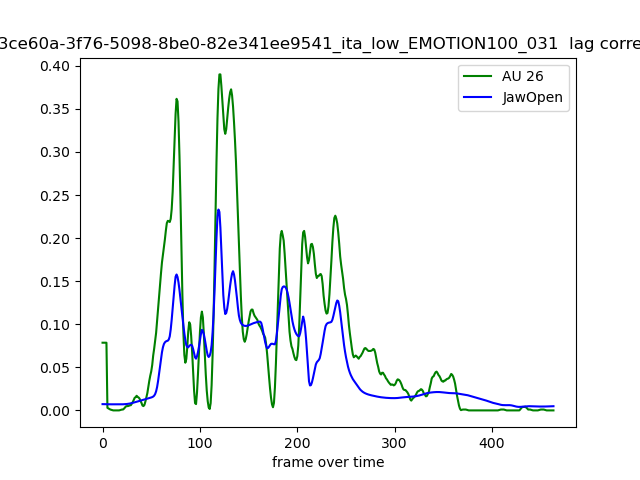 3ce60a-3f76-5098-8be0-82e341ee9541_ita_low_EMOTION100_031 lag corre
AU 26
JawOpen
0.40
0.35
0.30
0.25
0.20
0.15
0.10
0.05
0.00
0 100 200 300 400
frame over time